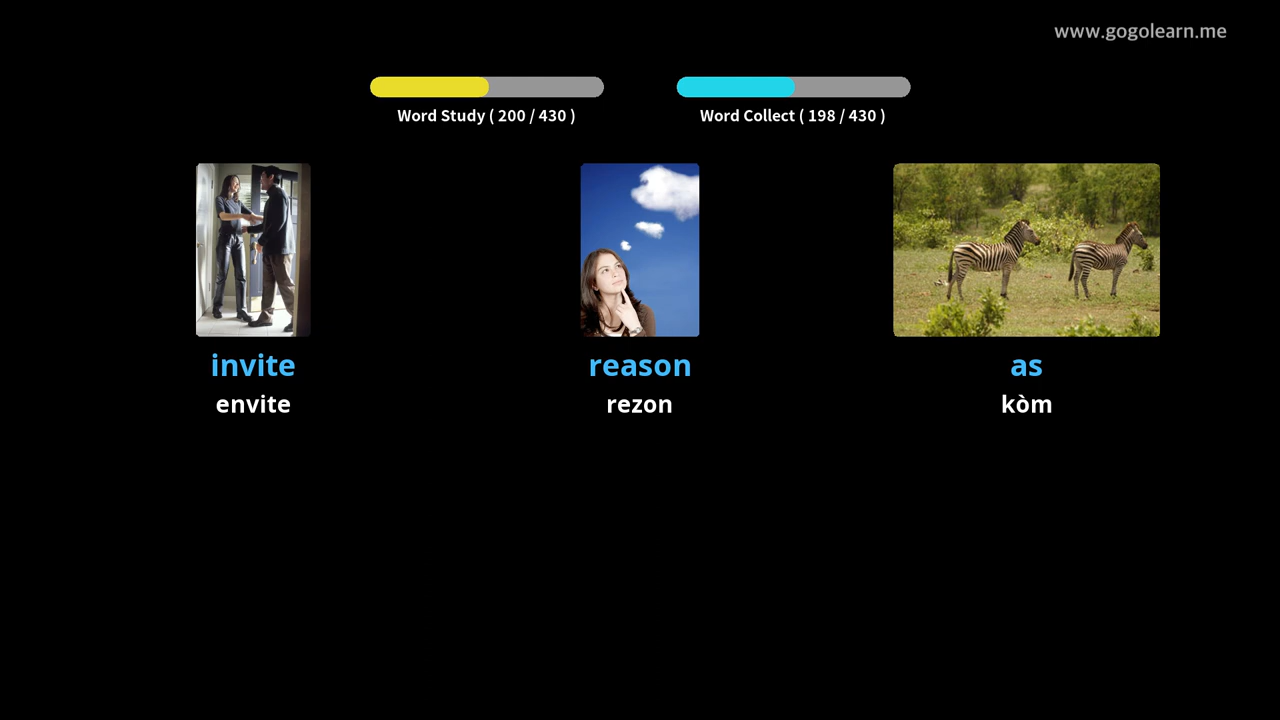 www.gogolearn.me
Word Study ( 200 / 430 )
Word Collect ( 198 / 430 )
invite
envite
reason
rezon
as
kòm